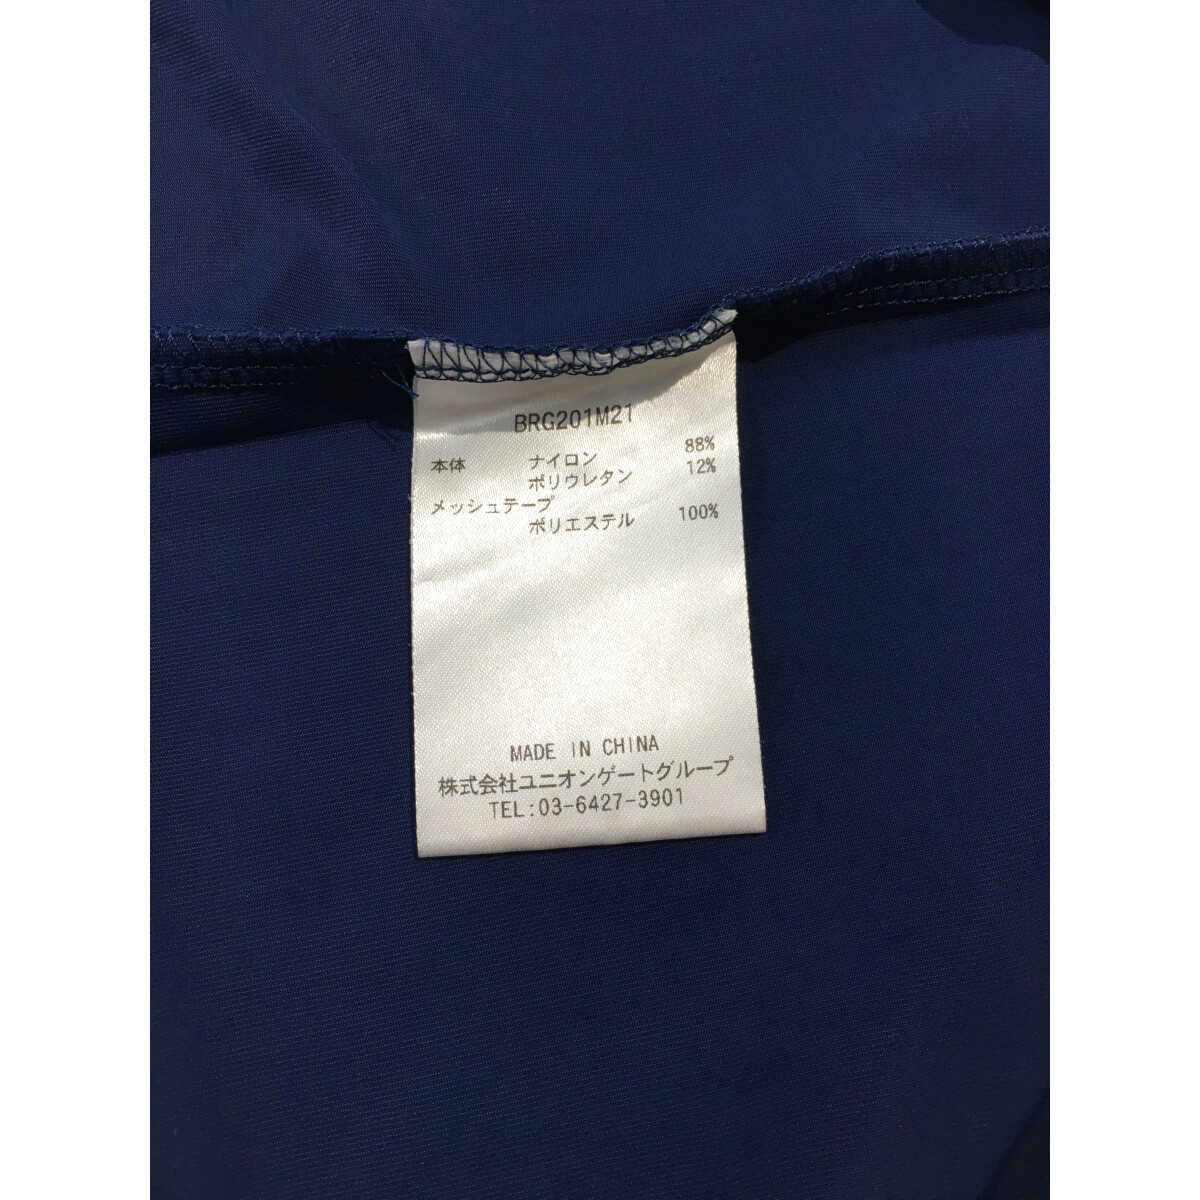 BRG201M21
本体 ナイロン 88%
ポリウレタン 12%
メッシュテープ
ポリエステル 100%
MADE IN CHINA
株式会社ユニオンゲートグループ
TEL:03-6427-3901